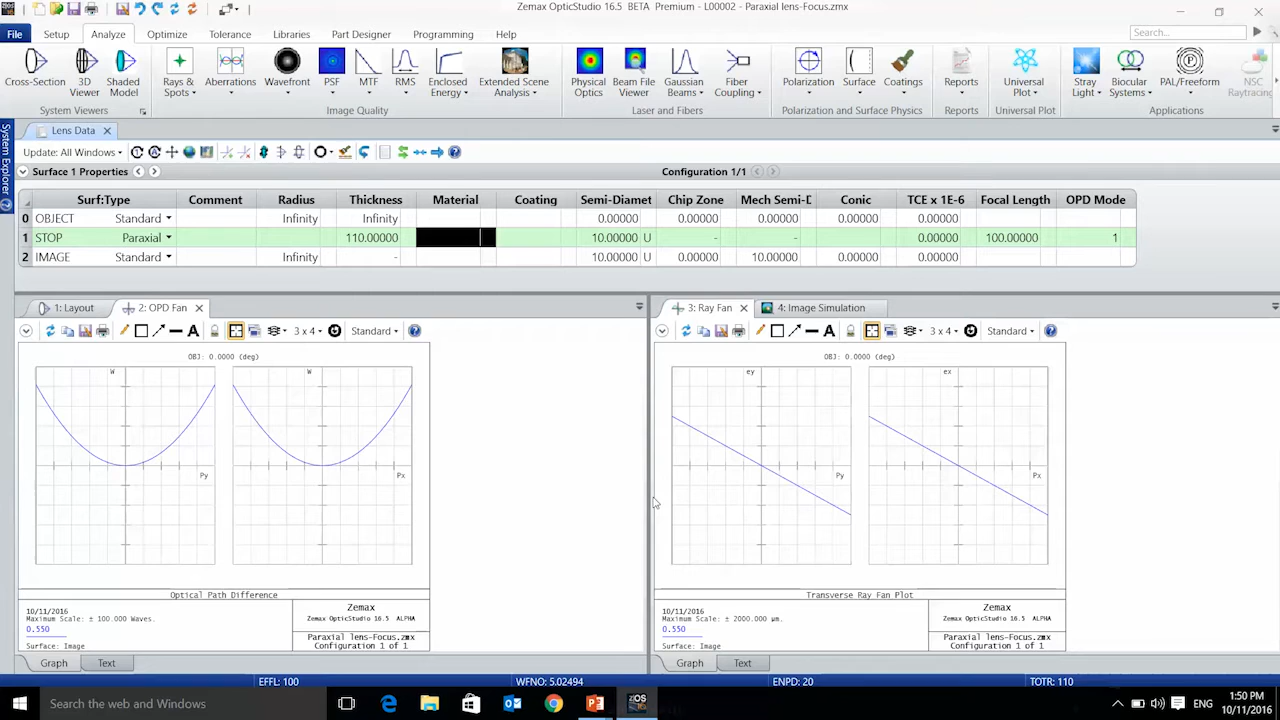 Zemax OpticStudio 16.5 BETA Premium - L00002 - Paraxial lens-Focus.zmx
File Setup Analyze Optimize Tolerance Libraries Part Designer Programming Help Search...
Cross-Section 3D Viewer Shaded Model Rays & Spots Aberrations Wavefront PSF MTF RMS Enclosed Energy Extended Scene Analysis Physical Optics Beam File Viewer Gaussian Beams Fiber Coupling Polarization Surface Coatings Reports Universal Plot Stray Light Biocular Systems PAL/Freeform NSC Raytracing
System Viewers Image Quality Laser and Fibers Polarization and Surface Physics Reports Universal Plot Applications
System Explorer
Lens Data
Update: All Windows
Surface 1 Properties Configuration 1/1
Surf:Type Comment Radius Thickness Material Coating Semi-Diamet Chip Zone Mech Semi-D Conic TCE x 1E-6 Focal Length OPD Mode
0 OBJECT Standard Infinity Infinity 0.00000 0.00000 0.00000 0.00000 0.00000
1 STOP Paraxial 110.00000 10.00000 U - - 0.00000 100.00000 1
2 IMAGE Standard Infinity - 10.00000 U 0.00000 10.00000 0.00000 0.00000
1: Layout 2: OPD Fan
3 x 4 Standard
OBJ: 0.0000 (deg)
W W
Py Px
Optical Path Difference
10/11/2016
Maximum Scale: ± 100.000 Waves.
0.550
Surface: Image
Zemax
Zemax OpticStudio 16.5 ALPHA
Paraxial lens-Focus.zmx
Configuration 1 of 1
Graph Text
3: Ray Fan 4: Image Simulation
3 x 4 Standard
OBJ: 0.0000 (deg)
ey ex
Py Px
Transverse Ray Fan Plot
10/11/2016
Maximum Scale: ± 2000.000 µm.
0.550
Surface: Image
Zemax
Zemax OpticStudio 16.5 ALPHA
Paraxial lens-Focus.zmx
Configuration 1 of 1
Graph Text
EFFL: 100 WFNO: 5.02494 ENPD: 20 TOTR: 110
Search the web and Windows
ENG
1:50 PM
10/11/2016